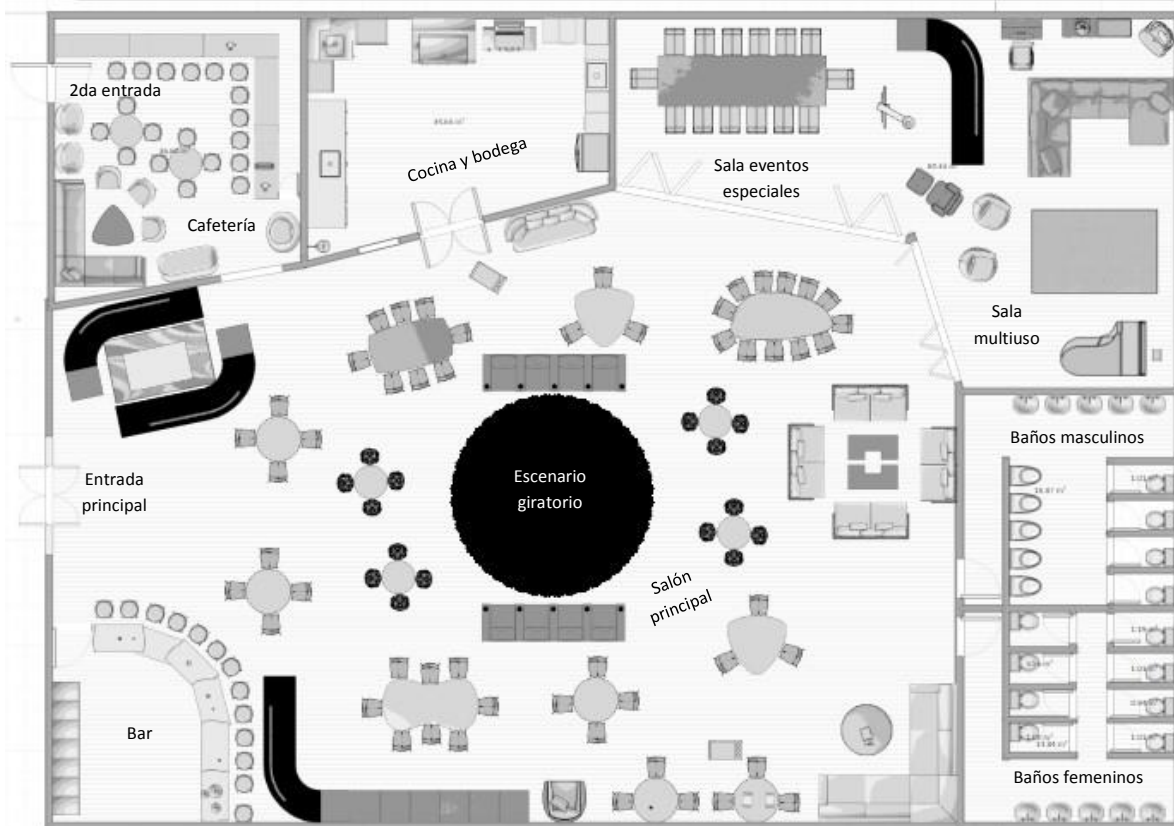 2da entrada
Cafetería
Cocina y bodega
Sala eventos
especiales
Sala
multiuso
Baños masculinos
Entrada
principal
Escenario
giratorio
Salón
principal
Bar
Baños femeninos